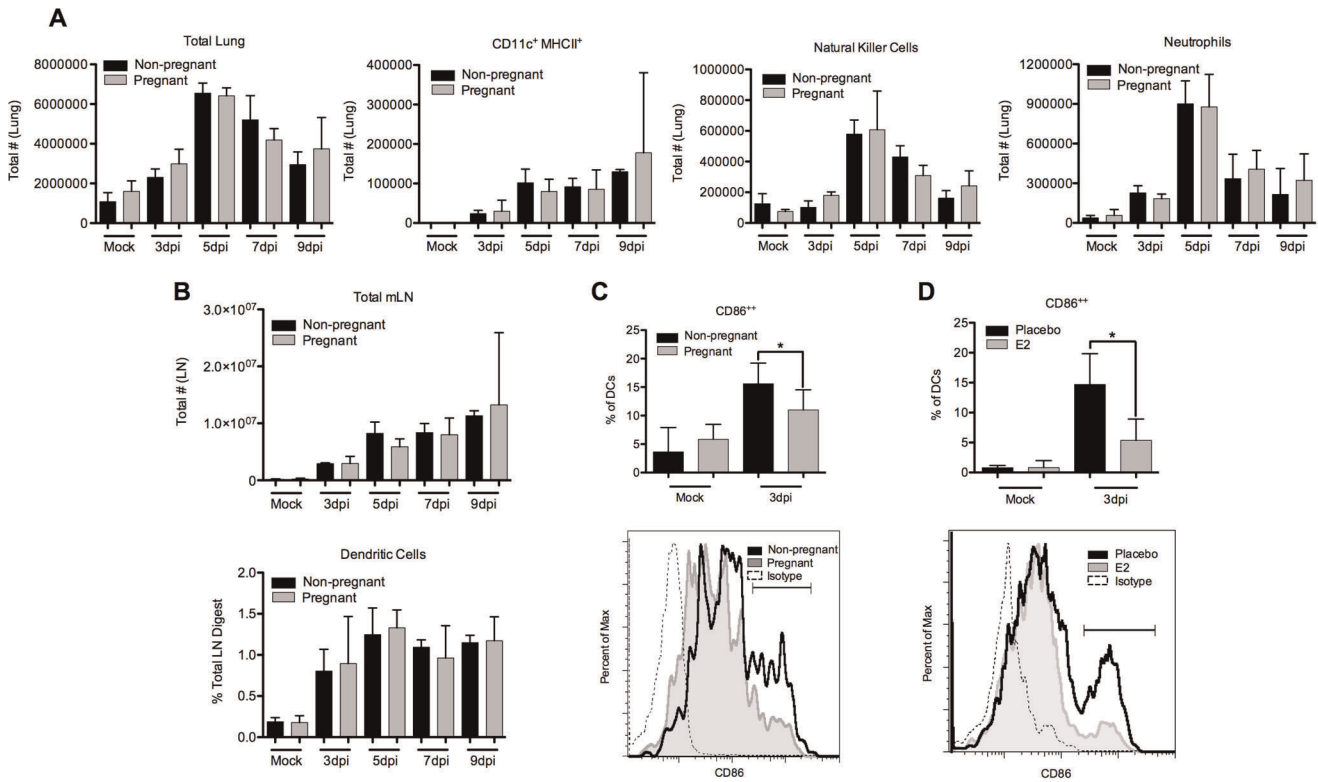 A
Total Lung
Total # (Lung)
8000000
6000000
4000000
2000000
0
Non-pregnant
Pregnant
Mock 3dpi 5dpi 7dpi 9dpi
CD11c⁺ MHCII⁺
Total # (Lung)
400000
300000
200000
100000
0
Non-pregnant
Pregnant
Mock 3dpi 5dpi 7dpi 9dpi
Natural Killer Cells
Total # (Lung)
1000000
800000
600000
400000
200000
0
Non-pregnant
Pregnant
Mock 3dpi 5dpi 7dpi 9dpi
Neutrophils
Total # (Lung)
1200000
900000
600000
300000
0
Non-pregnant
Pregnant
Mock 3dpi 5dpi 7dpi 9dpi
B
Total mLN
Total # (LN)
3.0×10⁰⁷
2.0×10⁰⁷
1.0×10⁰⁷
0
Non-pregnant
Pregnant
Mock 3dpi 5dpi 7dpi 9dpi
Dendritic Cells
% Total LN Digest
2.0
1.5
1.0
0.5
0.0
Non-pregnant
Pregnant
Mock 3dpi 5dpi 7dpi 9dpi
C
CD86⁺⁺
% of DCs
25
20
15
10
5
0
Non-pregnant
Pregnant
*
Mock 3dpi
Percent of Max
Non-pregnant
Pregnant
Isotype
CD86
D
CD86⁺⁺
% of DCs
25
20
15
10
5
0
Placebo
E2
*
Mock 3dpi
Percent of Max
Placebo
E2
Isotype
CD86